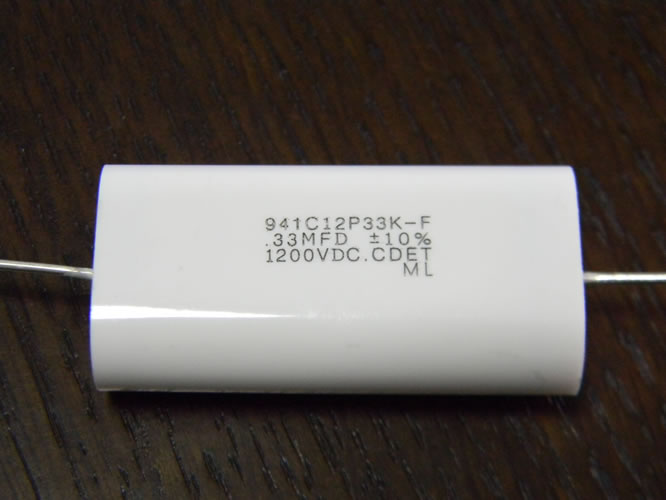 941C12P33K-F
.33MFD ±10%
1200VDC.CDET
ML